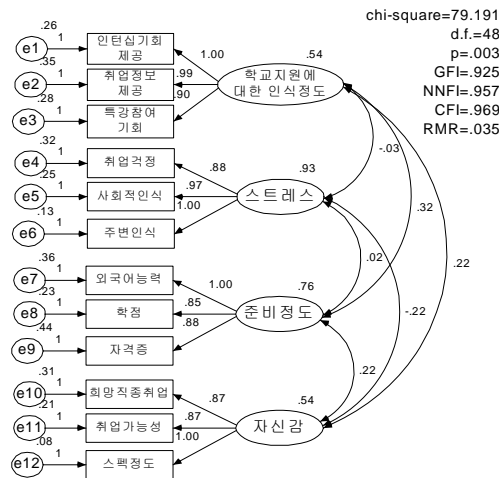 chi-square=79.191
d.f.=48
p=.003
GFI=.925
NNFI=.957
CFI=.969
RMR=.035
.26
e1
1
인턴십기회
제공
1.00
.54
학교지원에
대한 인식정도
.35
e2
1
취업정보
제공
.99
.90
.28
e3
1
특강참여
기회
-.03
.32
e4
1
취업걱정
.88
.93
.25
e5
1
사회적인식
.97
1.00
스트레스
.32
.13
e6
1
주변인식
.02
.22
.36
e7
1
외국어능력
1.00
.76
.23
e8
1
학점
.85
.88
준비정도
-.22
.44
e9
1
자격증
.22
.31
e10
1
희망직종취업
.87
.54
.21
e11
1
취업가능성
.87
1.00
자신감
.08
e12
1
스펙정도